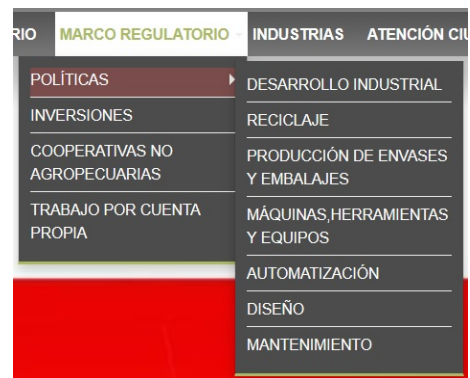 RIO MARCO REGULATORIO INDUSTRIAS ATENCIÓN CIU
POLÍTICAS
INVERSIONES
COOPERATIVAS NO
AGROPECUARIAS
TRABAJO POR CUENTA
PROPIA
DESARROLLO INDUSTRIAL
RECICLAJE
PRODUCCIÓN DE ENVASES
Y EMBALAJES
MÁQUINAS,HERRAMIENTAS
Y EQUIPOS
AUTOMATIZACIÓN
DISEÑO
MANTENIMIENTO